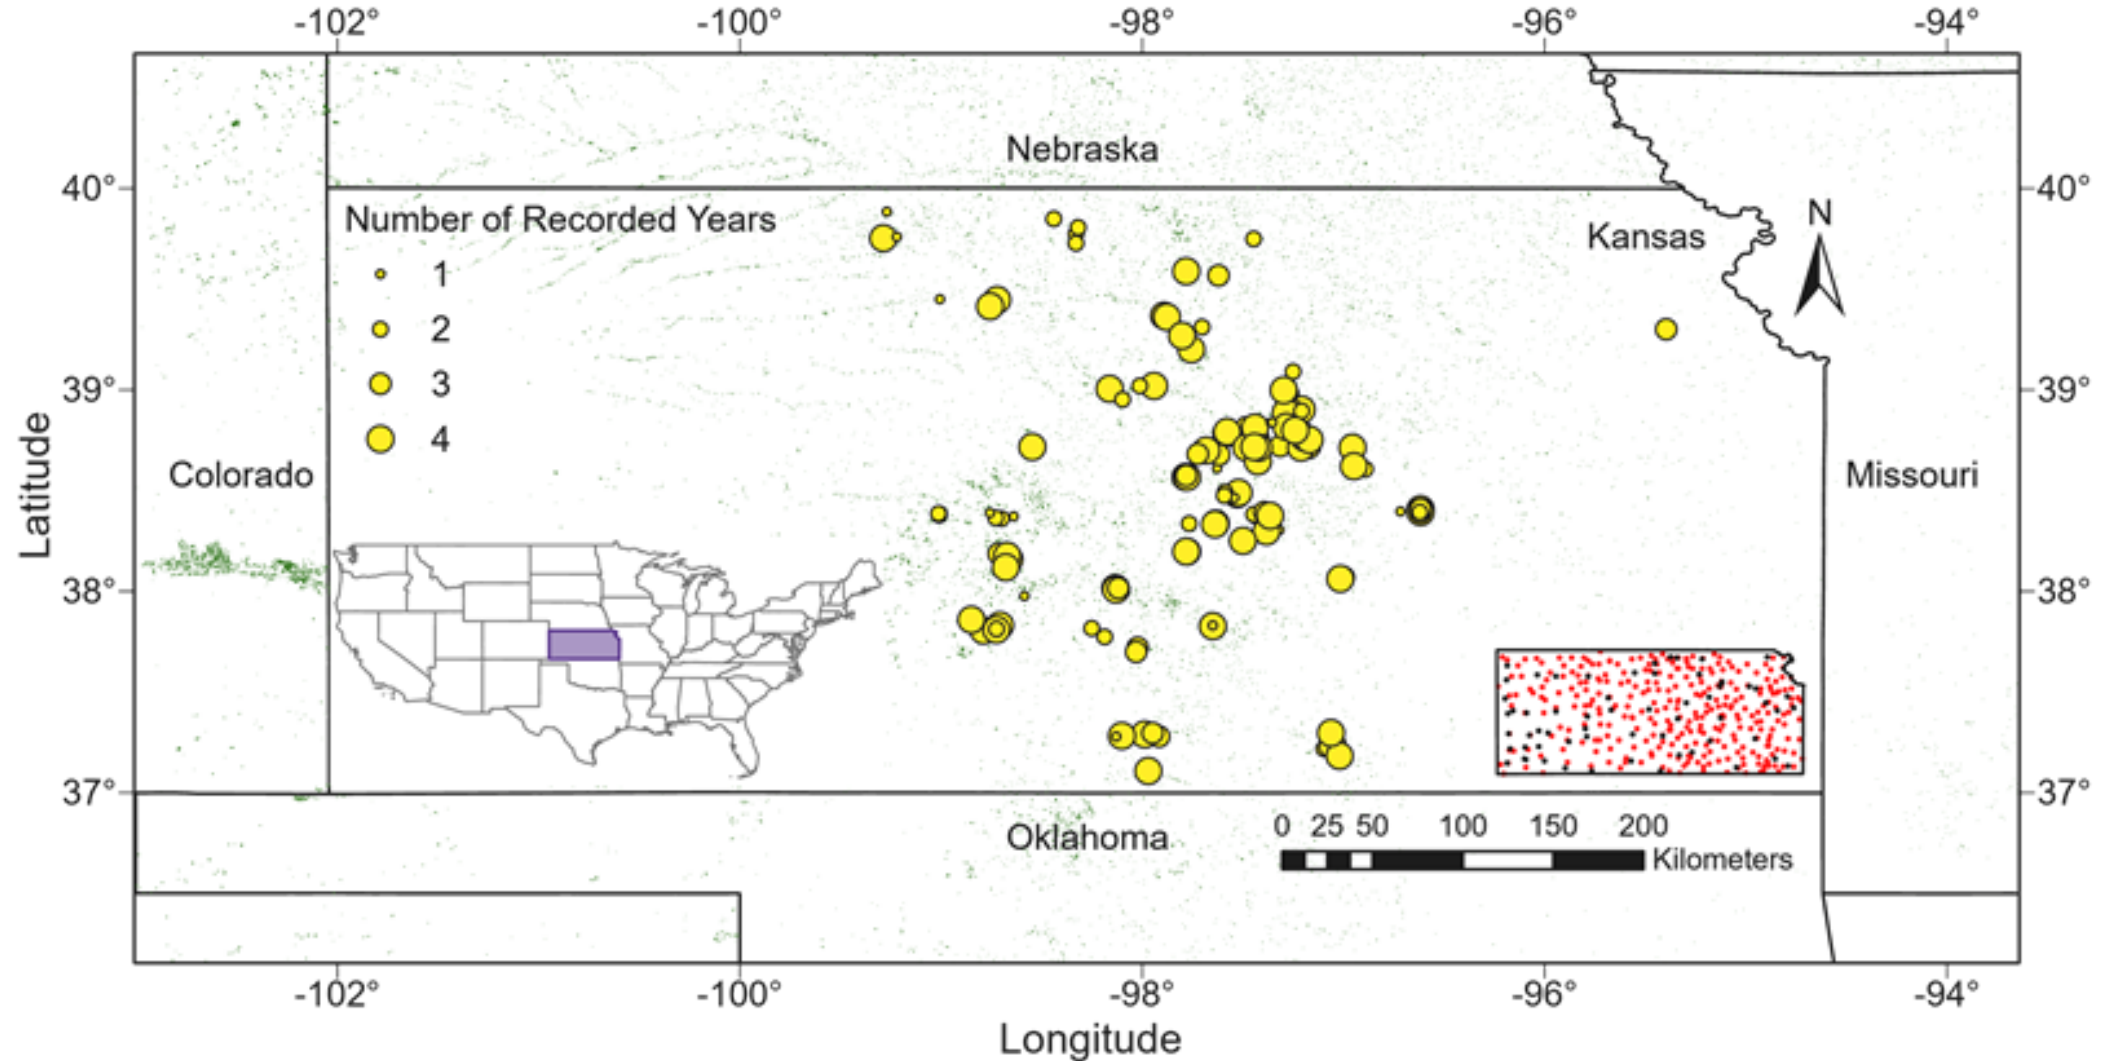 -102° -100° -98° -96° -94°
Nebraska
40° 40°
Number of Recorded Years
Kansas
N
1
2
3
4
39° 39°
Colorado
Missouri
Latitude
38° 38°
37° 37°
Oklahoma
0 25 50 100 150 200
Kilometers
-102° -100° -98° -96° -94°
Longitude